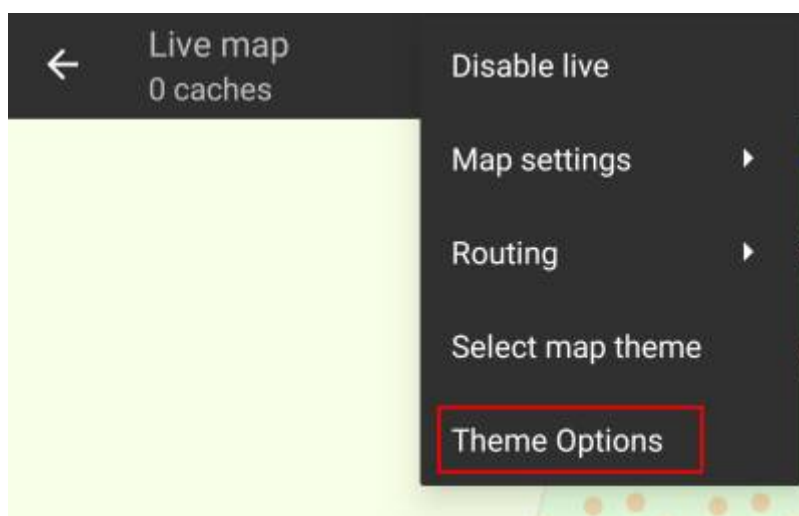 Live map
0 caches
Disable live
Map settings
Routing
Select map theme
Theme Options